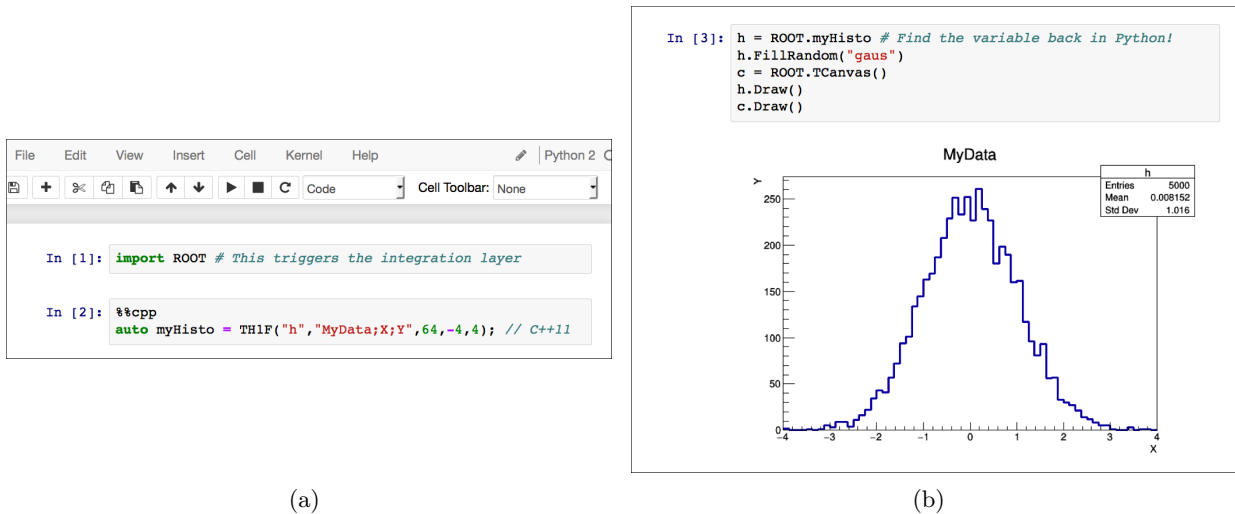 File Edit View Insert Cell Kernel Help Python 2
Code Cell Toolbar: None
In [1]: import ROOT # This triggers the integration layer
In [2]: %%cpp
auto myHisto = TH1F("h","MyData;X;Y",64,-4,4); // C++11
(a)
In [3]: h = ROOT.myHisto # Find the variable back in Python!
h.FillRandom("gaus")
c = ROOT.TCanvas()
h.Draw()
c.Draw()
MyData
h
Entries 5000
Mean 0.008152
Std Dev 1.016
Y
250
200
150
100
50
0
−4 −3 −2 −1 0 1 2 3 4
X
(b)